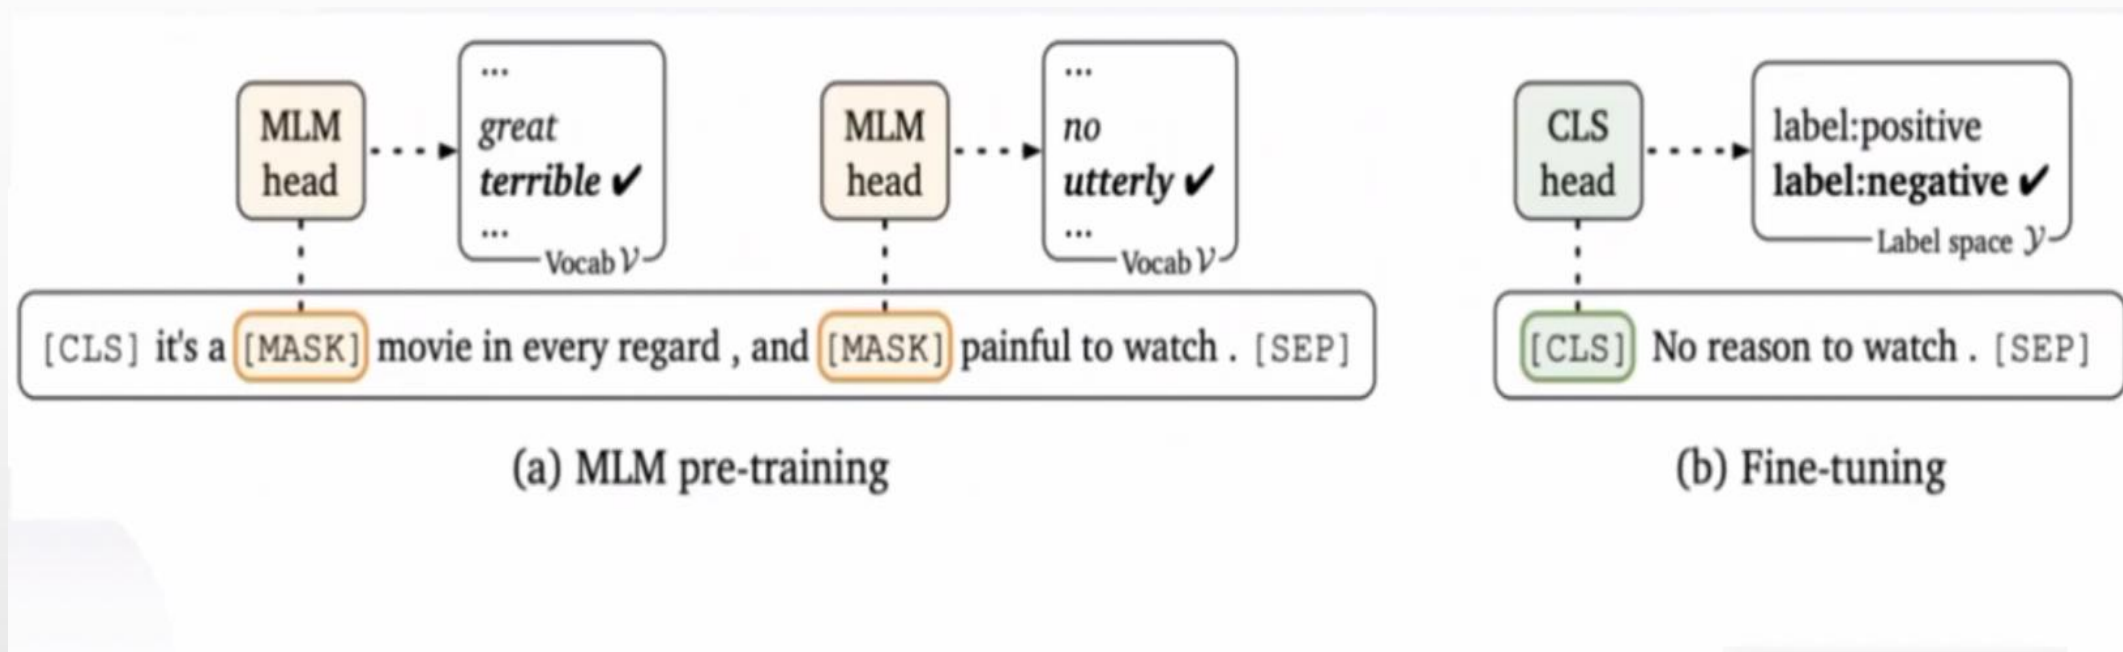 MLM
head
...
great
terrible ✔
...
Vocab 𝒱
MLM
head
...
no
utterly ✔
...
Vocab 𝒱
[CLS] it's a [MASK] movie in every regard , and [MASK] painful to watch . [SEP]
(a) MLM pre-training
CLS
head
label:positive
label:negative ✔
Label space 𝒴
[CLS] No reason to watch . [SEP]
(b) Fine-tuning